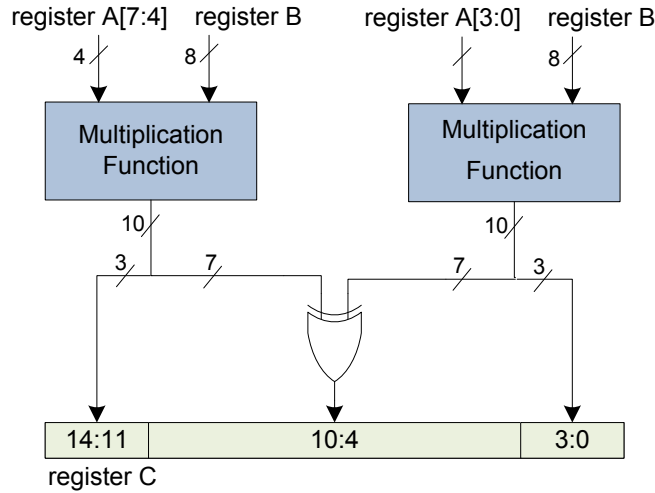 register A[7:4]
register B
register A[3:0]
register B
4
8
8
Multiplication
Function
Multiplication
Function
10
10
3
7
7
3
14:11
10:4
3:0
register C